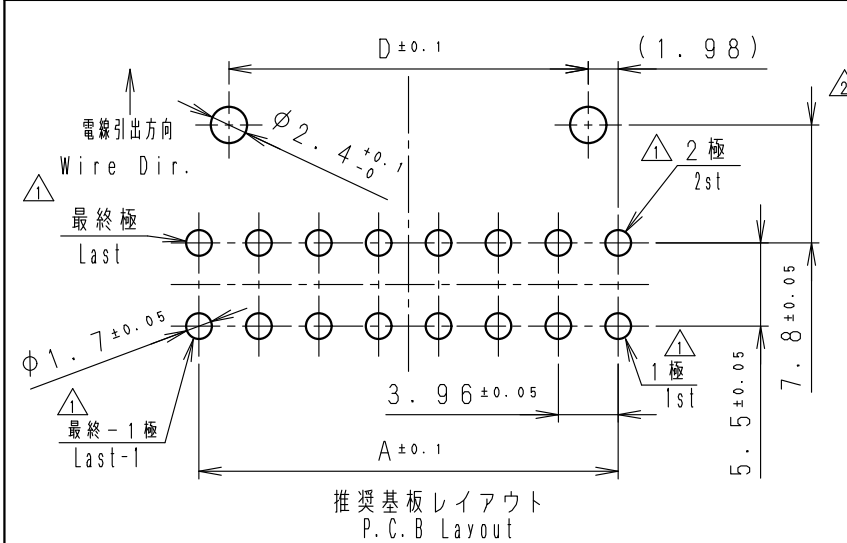 D±0.1
(1.98)
2
電線引出方向
Wire Dir.
φ2.4 +0.1 -0
1
1
2極
2st
最終極
Last
φ1.7±0.05
1
1極
1st
3.96±0.05
7.8±0.05
5.5±0.05
1
最終-1極
Last-1
A±0.1
推奨基板レイアウト
P.C.B Layout